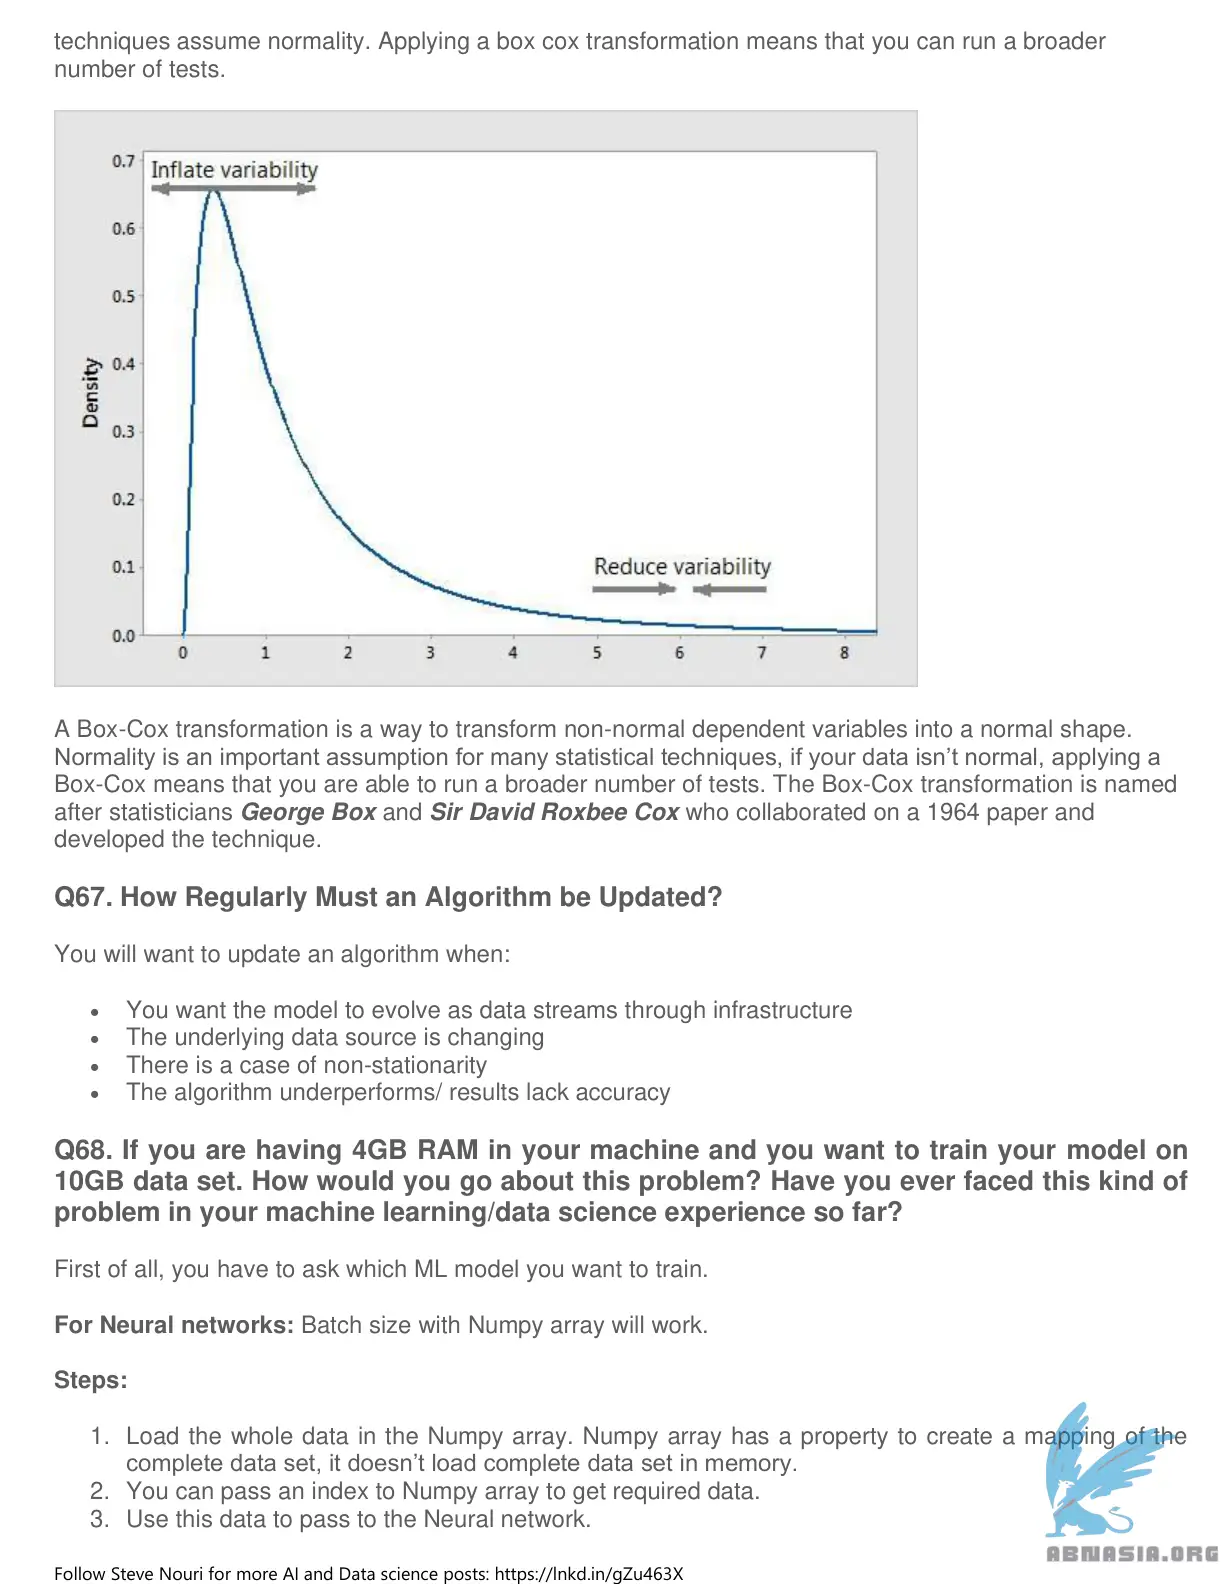 techniques assume normality. Applying a box cox transformation means that you can run a broader
number of tests.
Inflate variability
0.7
0.6
0.5
0.4
0.3
0.2
0.1
0.0
Density
Reduce variability
0 1 2 3 4 5 6 7 8
A Box-Cox transformation is a way to transform non-normal dependent variables into a normal shape.
Normality is an important assumption for many statistical techniques, if your data isn’t normal, applying a
Box-Cox means that you are able to run a broader number of tests. The Box-Cox transformation is named
after statisticians George Box and Sir David Roxbee Cox who collaborated on a 1964 paper and
developed the technique.
Q67. How Regularly Must an Algorithm be Updated?
You will want to update an algorithm when:
• You want the model to evolve as data streams through infrastructure
• The underlying data source is changing
• There is a case of non-stationarity
• The algorithm underperforms/ results lack accuracy
Q68. If you are having 4GB RAM in your machine and you want to train your model on
10GB data set. How would you go about this problem? Have you ever faced this kind of
problem in your machine learning/data science experience so far?
First of all, you have to ask which ML model you want to train.
For Neural networks: Batch size with Numpy array will work.
Steps:
1. Load the whole data in the Numpy array. Numpy array has a property to create a mapping of the
complete data set, it doesn’t load complete data set in memory.
2. You can pass an index to Numpy array to get required data.
3. Use this data to pass to the Neural network.
ABNASIA.ORG
Follow Steve Nouri for more AI and Data science posts: https://lnkd.in/gZu463X